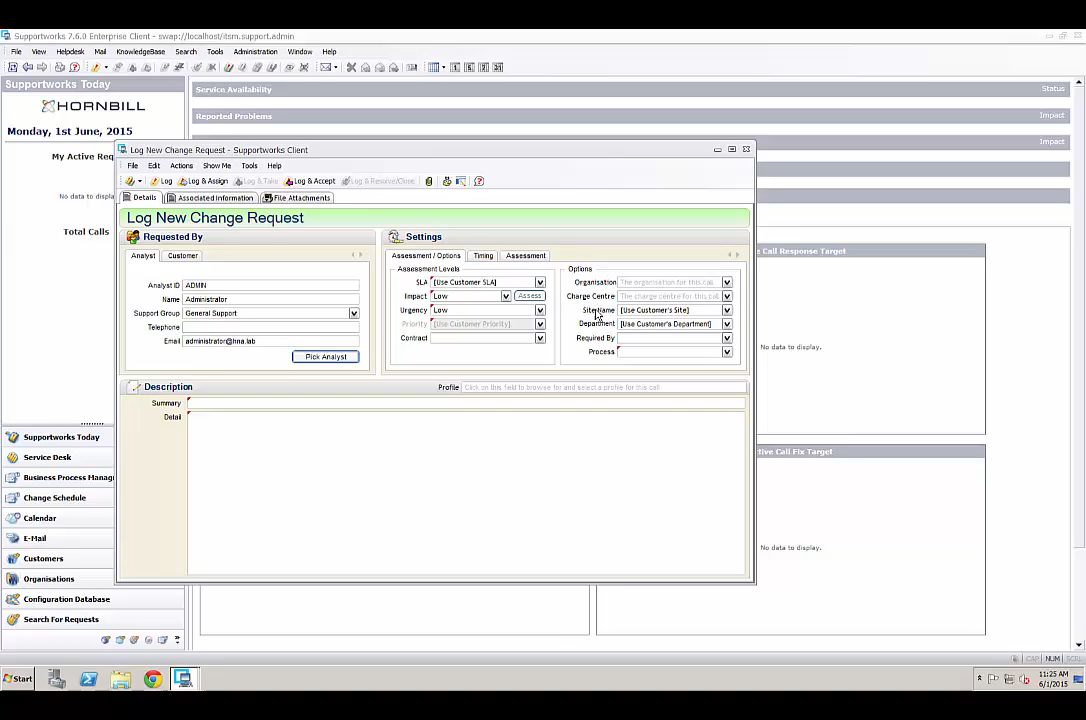 Supportworks 7.6.0 Enterprise Client - swap://localhost/itsm.support.admin
File View Helpdesk Mail KnowledgeBase Search Tools Administration Window Help
Supportworks Today
HORNBILL
Monday, 1st June, 2015
My Active Req
No data to display
Total Calls
Service Availability Status
Reported Problems Impact
Impact
Log New Change Request - Supportworks Client
File Edit Actions Show Me Tools Help
Log Log & Assign Log & Take Log & Accept Log & Resolve/Close
Details Associated Information File Attachments
Log New Change Request
Requested By
Analyst Customer
Analyst ID ADMIN
Name Administrator
Support Group General Support
Telephone
Email administrator@hna.lab
Pick Analyst
Settings
Assessment / Options Timing Assessment
Assessment Levels
SLA [Use Customer SLA]
Impact Low Assess
Urgency Low
Priority [Use Customer Priority]
Contract
Options
Organisation The organisation for this call.
Charge Centre The charge centre for this call.
Site Name [Use Customer's Site]
Department [Use Customer's Department]
Required By
Process
Description
Profile Click on this field to browse for and select a profile for this call
Summary
Detail
e Call Response Target
No data to display.
tive Call Fix Target
No data to display.
Supportworks Today
Service Desk
Business Process Manag
Change Schedule
Calendar
E-Mail
Customers
Organisations
Configuration Database
Search For Requests
CAP NUM SCRL
Start
11:25 AM
6/1/2015